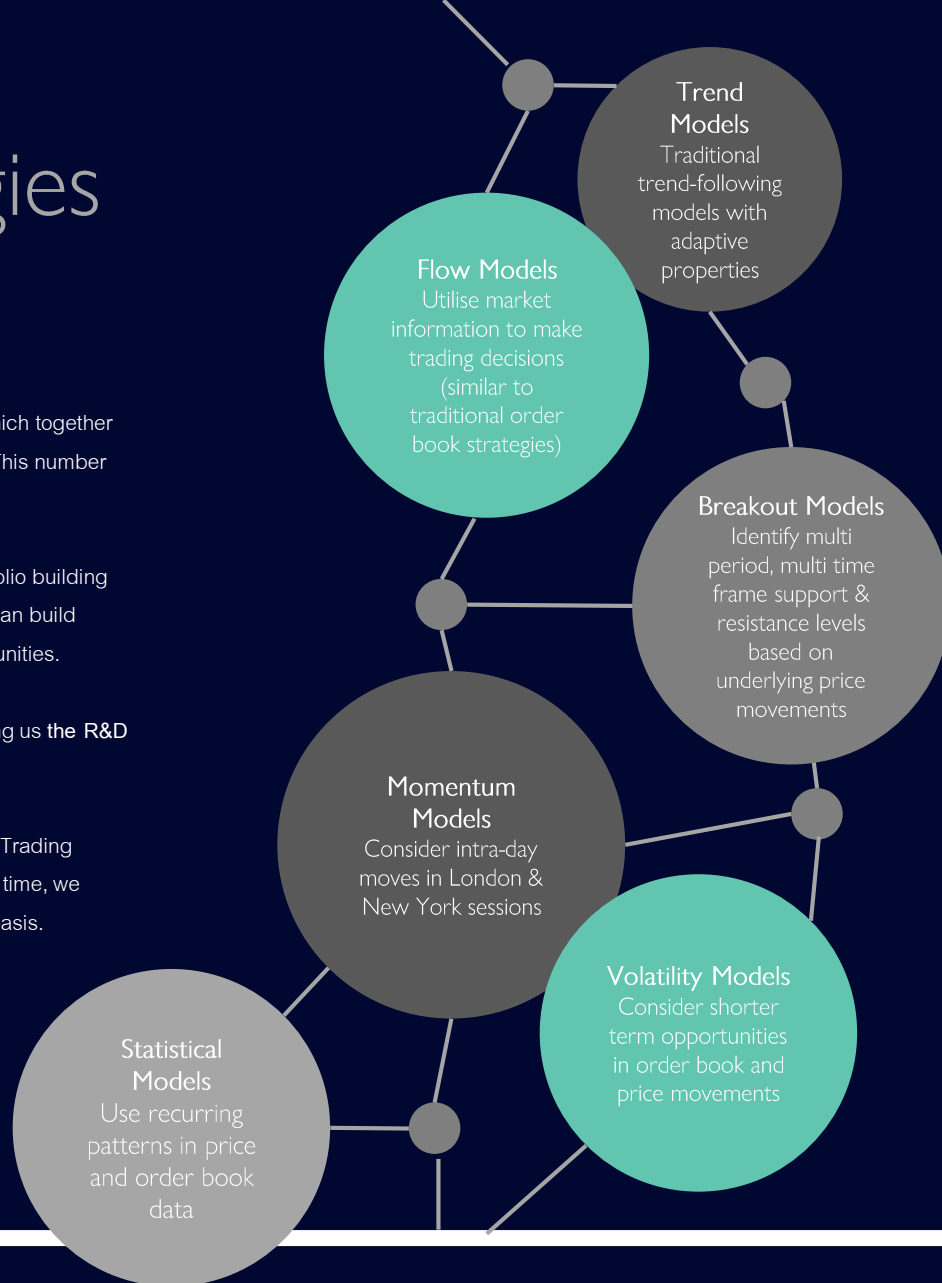 gies
hich together
This number
lio building
an build
unities.
ng us the R&D
Trading
time, we
asis.
Trend
Models
Traditional
trend-following
models with
adaptive
properties
Flow Models
Utilise market
information to make
trading decisions
(similar to
traditional order
book strategies)
Breakout Models
Identify multi
period, multi time
frame support &
resistance levels
based on
underlying price
movements
Momentum
Models
Consider intra-day
moves in London &
New York sessions
Volatility Models
Consider shorter
term opportunities
in order book and
price movements
Statistical
Models
Use recurring
patterns in price
and order book
data